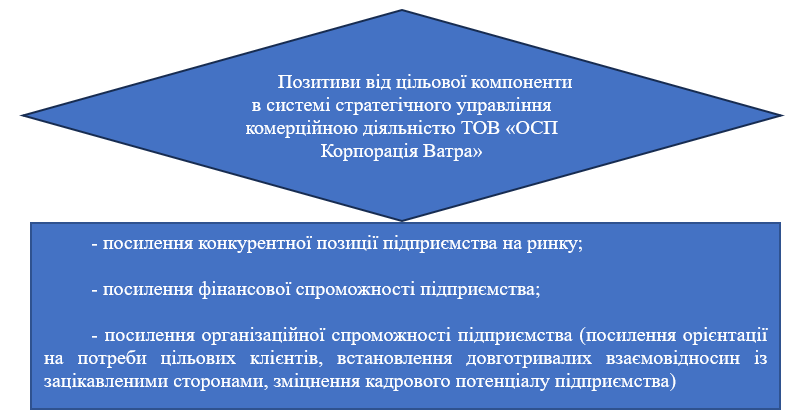 Позитиви від цільової компоненти
в системі стратегічного управління
комерційною діяльністю ТОВ «ОСП
Корпорація Ватра»
- посилення конкурентної позиції підприємства на ринку;
- посилення фінансової спроможності підприємства;
- посилення організаційної спроможності підприємства (посилення орієнтації
на потреби цільових клієнтів, встановлення довготривалих взаємовідносин із
зацікавленими сторонами, зміцнення кадрового потенціалу підприємства)